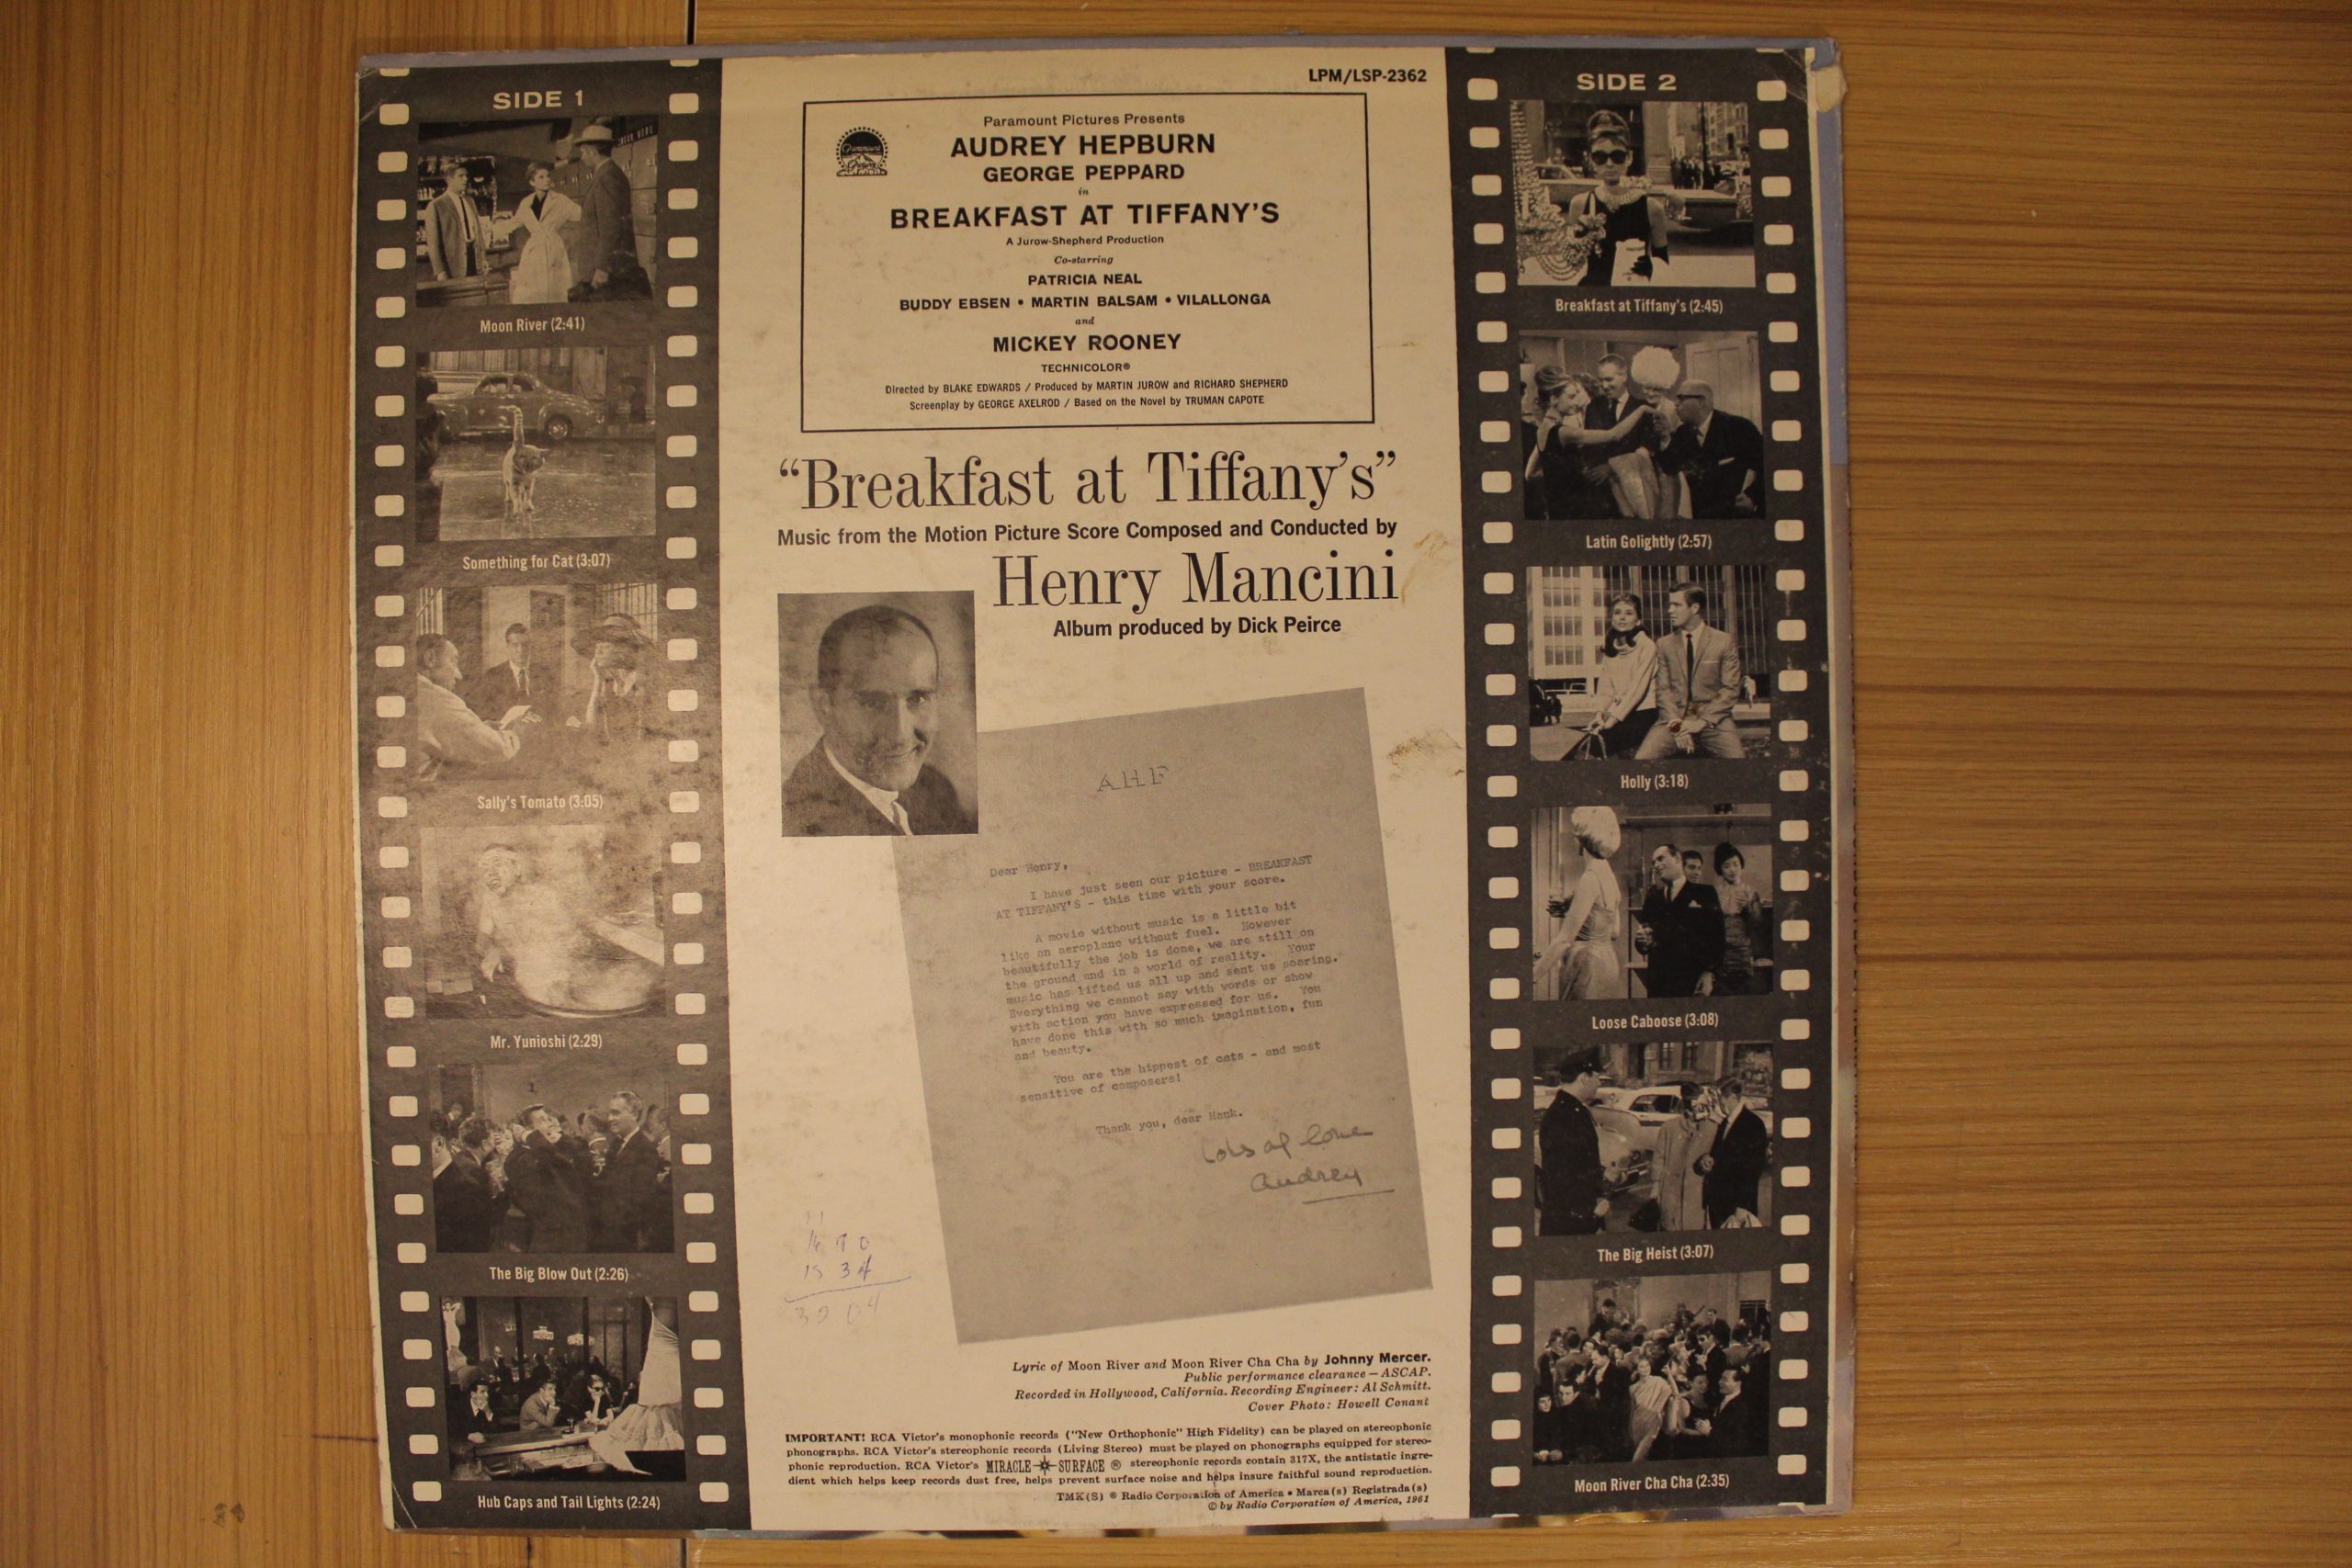 SIDE 1
Moon River (2:41)
Something for Cat (3:07)
Sally's Tomato (3:05)
Mr. Yunioshi (2:29)
The Big Blow Out (2:26)
Hub Caps and Tail Lights (2:24)
LPM/LSP-2362
Paramount Pictures Presents
AUDREY HEPBURN
GEORGE PEPPARD
in
BREAKFAST AT TIFFANY'S
A Jurow-Shepherd Production
Co-starring
PATRICIA NEAL
BUDDY EBSEN • MARTIN BALSAM • VILALLONGA
and
MICKEY ROONEY
TECHNICOLOR®
Directed by BLAKE EDWARDS / Produced by MARTIN JUROW and RICHARD SHEPHERD
Screenplay by GEORGE AXELROD / Based on the Novel by TRUMAN CAPOTE
Paramount
"Breakfast at Tiffany's"
Music from the Motion Picture Score Composed and Conducted by
Henry Mancini
Album produced by Dick Peirce
A.H.F
Dear Henry,
I have just seen our picture - BREAKFAST
AT TIFFANY'S - this time with your score.
A movie without music is a little bit
like an aeroplane without fuel. However
beautifully the job is done, we are still on
the ground and in a world of reality. Your
music has lifted us all up and sent us soaring.
Everything we cannot say with words or show
with action you have expressed for us. You
have done this with so much imagination, fun
and beauty.
You are the hippest of cats - and most
sensitive of composers!
Thank you, dear Hank.
Lots of love
Audrey
34
Lyric of Moon River and Moon River Cha Cha by Johnny Mercer.
Public performance clearance — ASCAP.
Recorded in Hollywood, California. Recording Engineer: Al Schmitt.
Cover Photo: Howell Conant
IMPORTANT! RCA Victor's monophonic records ("New Orthophonic" High Fidelity) can be played on stereophonic
phonographs. RCA Victor's stereophonic records (Living Stereo) must be played on phonographs equipped for stereo-
phonic reproduction. RCA Victor's MIRACLE SURFACE ® stereophonic records contain 317X, the antistatic ingre-
dient which helps keep records dust free, helps prevent surface noise and helps insure faithful sound reproduction.
TMK(S) ® Radio Corporation of America • Marca(s) Registrada(s)
© by Radio Corporation of America, 1961
SIDE 2
Breakfast at Tiffany's (2:45)
Latin Golightly (2:57)
Holly (3:18)
Loose Caboose (3:08)
The Big Heist (3:07)
Moon River Cha Cha (2:35)